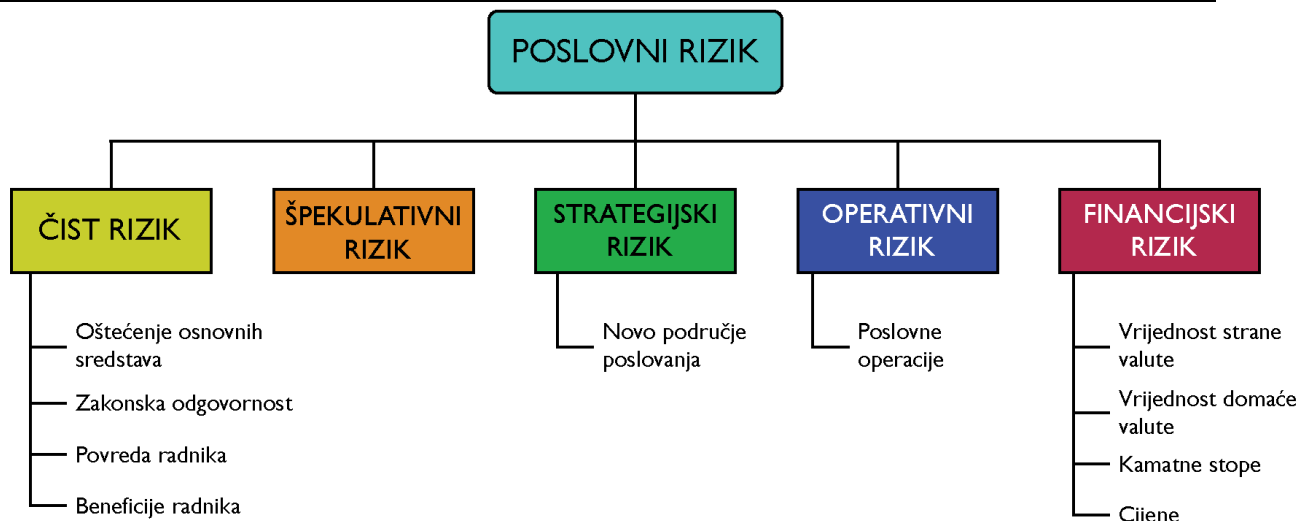 POSLOVNI RIZIK
ČIST RIZIK
ŠPEKULATIVNI
RIZIK
STRATEGIJSKI
RIZIK
OPERATIVNI
RIZIK
FINANCIJSKI
RIZIK
Oštećenje osnovnih
sredstava
Zakonska odgovornost
Povreda radnika
Beneficije radnika
Novo područje
poslovanja
Poslovne
operacije
Vrijednost strane
valute
Vrijednost domaće
valute
Kamatne stope
Cijene